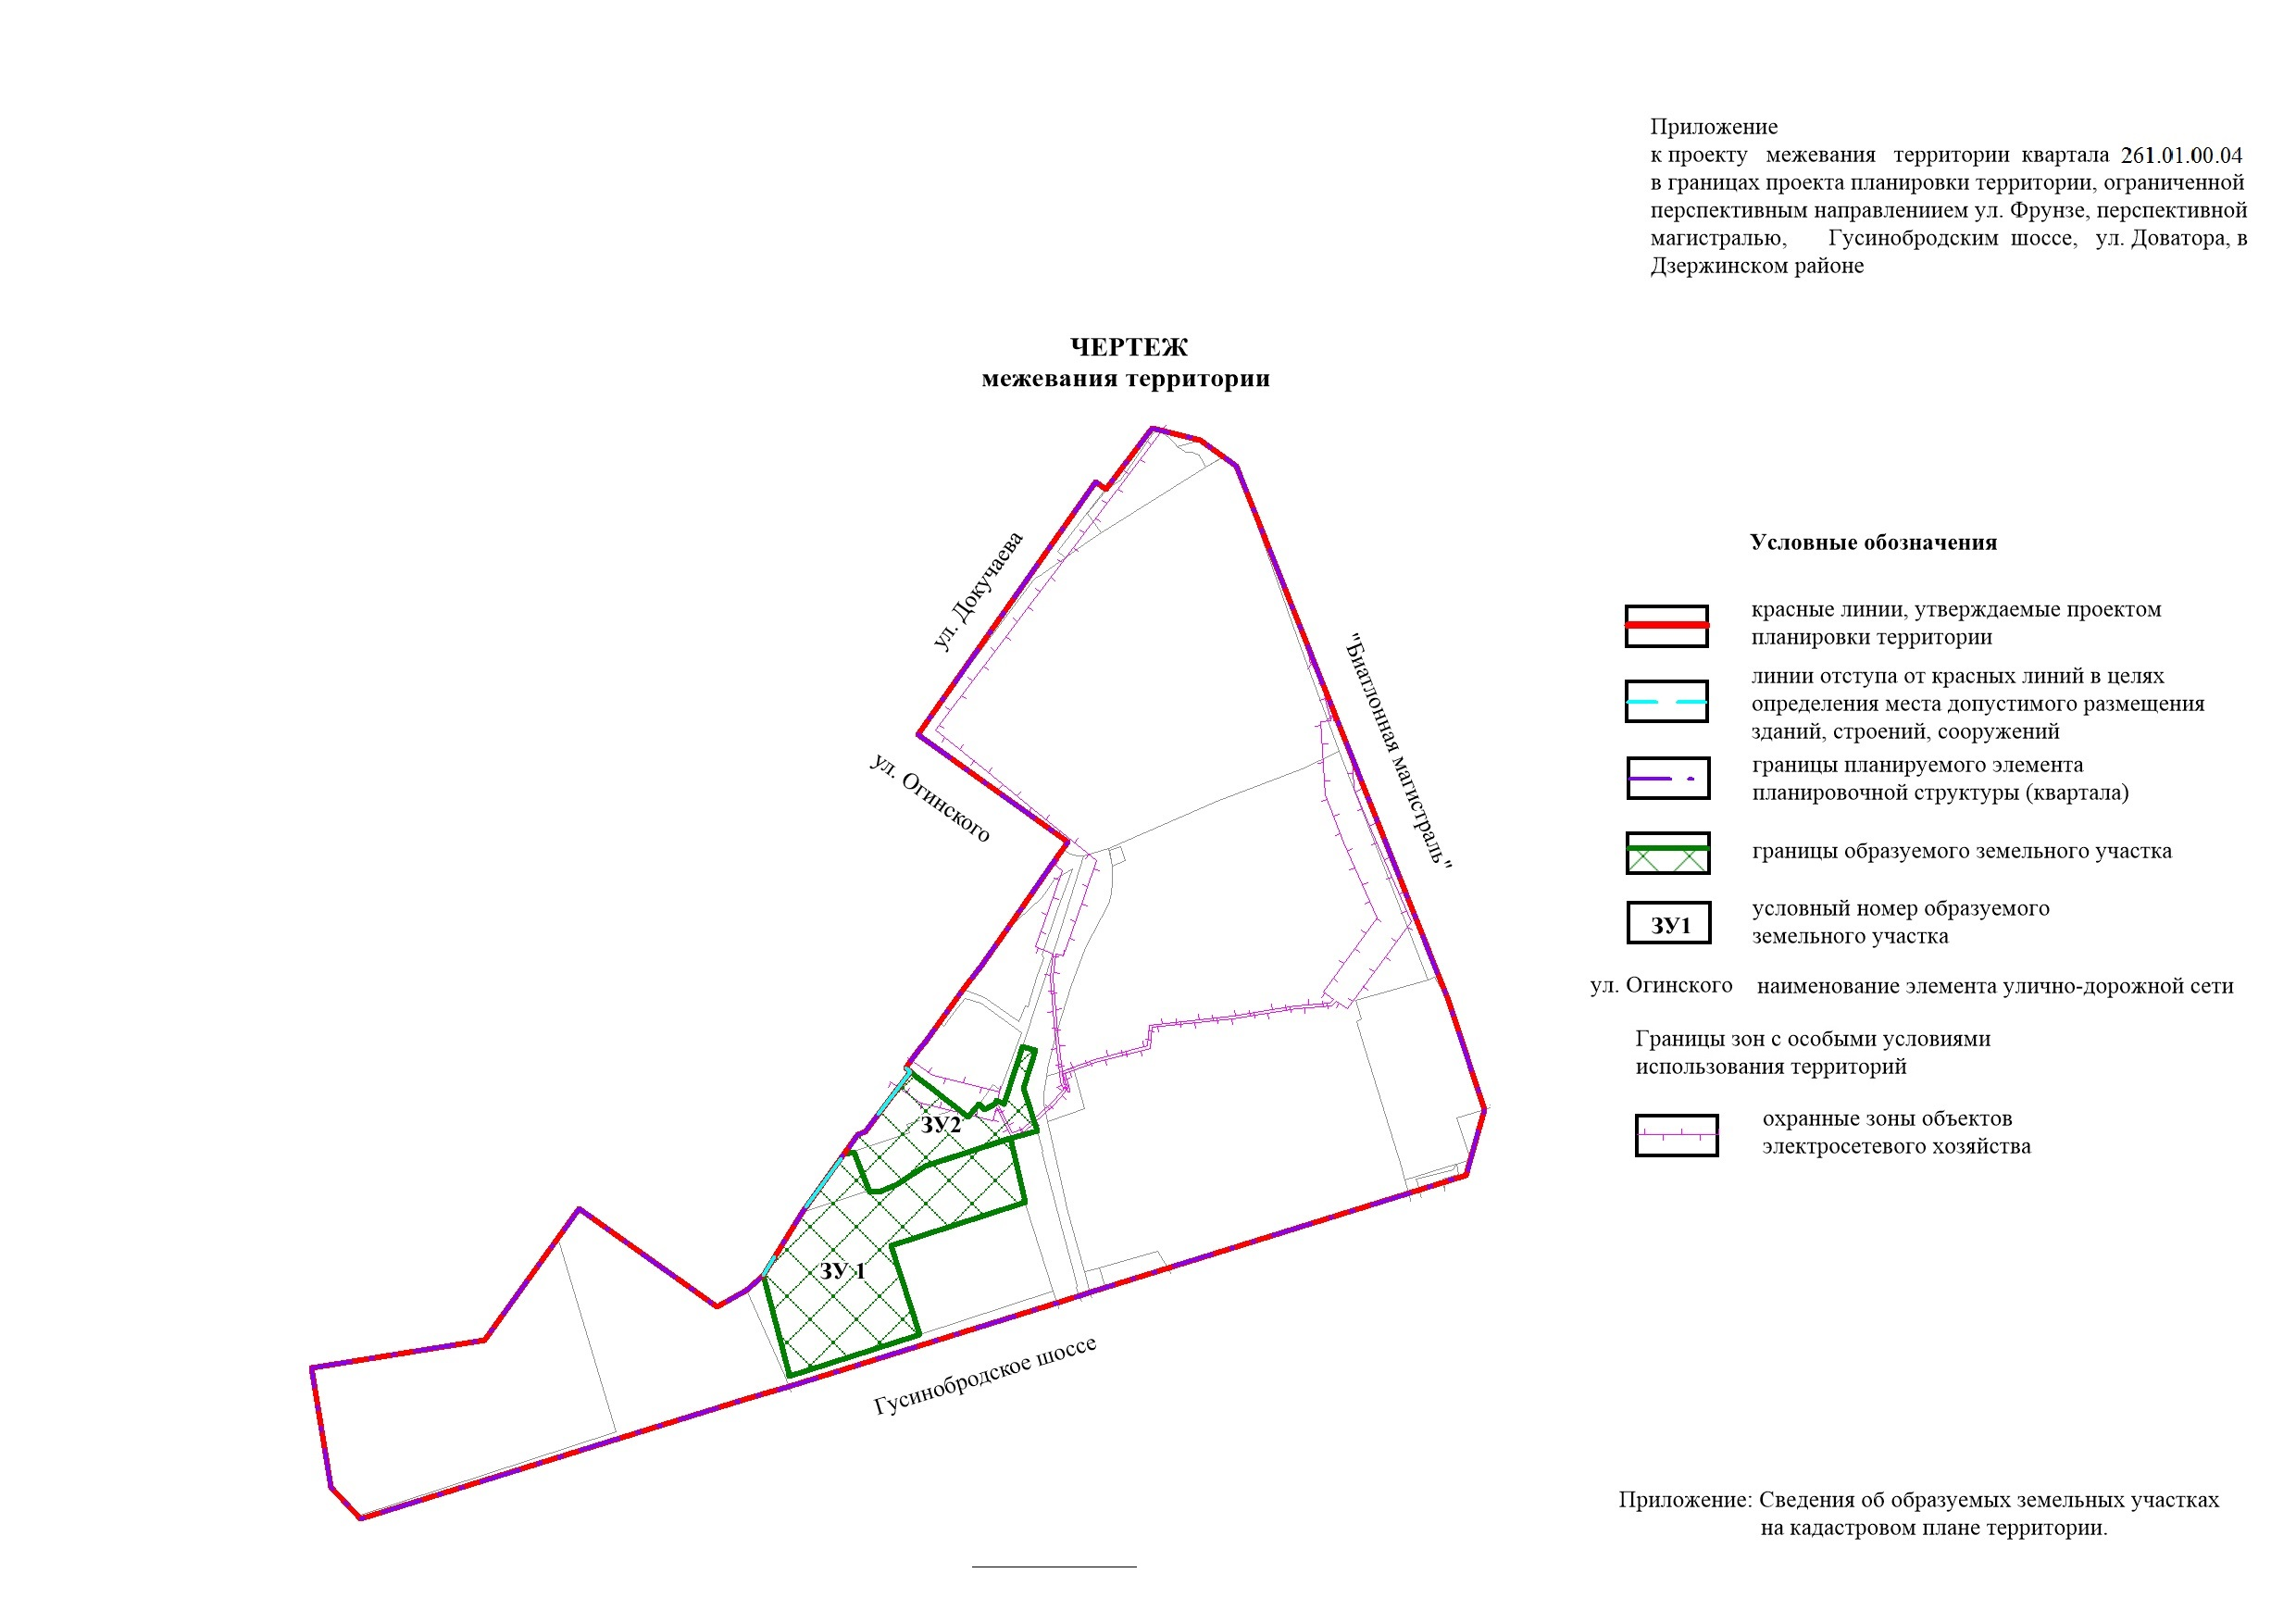 Приложение
к проекту межевания территории квартала 261.01.00.04
в границах проекта планировки территории, ограниченной
перспективным направлениием ул. Фрунзе, перспективной
магистралью, Гусинобродским шоссе, ул. Доватора, в
Дзержинском районе
ЧЕРТЕЖ
межевания территории
ул. Докучаева
ул. Огинского
"Биатлонная магистраль"
ЗУ2
ЗУ 1
Гусинобродское шоссе
Условные обозначения
красные линии, утверждаемые проектом
планировки территории
линии отступа от красных линий в целях
определения места допустимого размещения
зданий, строений, сооружений
границы планируемого элемента
планировочной структуры (квартала)
границы образуемого земельного участка
ЗУ1
условный номер образуемого
земельного участка
ул. Огинского наименование элемента улично-дорожной сети
Границы зон с особыми условиями
использования территорий
охранные зоны объектов
электросетевого хозяйства
Приложение: Сведения об образуемых земельных участках
на кадастровом плане территории.